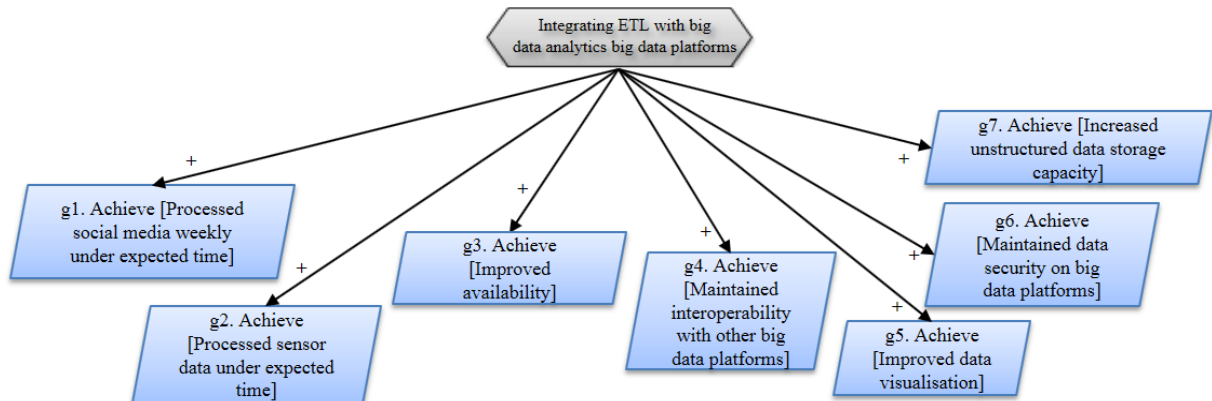 Integrating ETL with big
data analytics big data platforms
+
g1. Achieve [Processed
social media weekly
under expected time]
+
g2. Achieve
[Processed sensor
data under expected
time]
+
g3. Achieve
[Improved
availability]
+
g4. Achieve
[Maintained
interoperability
with other big
data platforms]
+
g5. Achieve
[Improved data
visualisation]
+
g6. Achieve
[Maintained data
security on big
data platforms]
+
g7. Achieve [Increased
unstructured data storage
capacity]